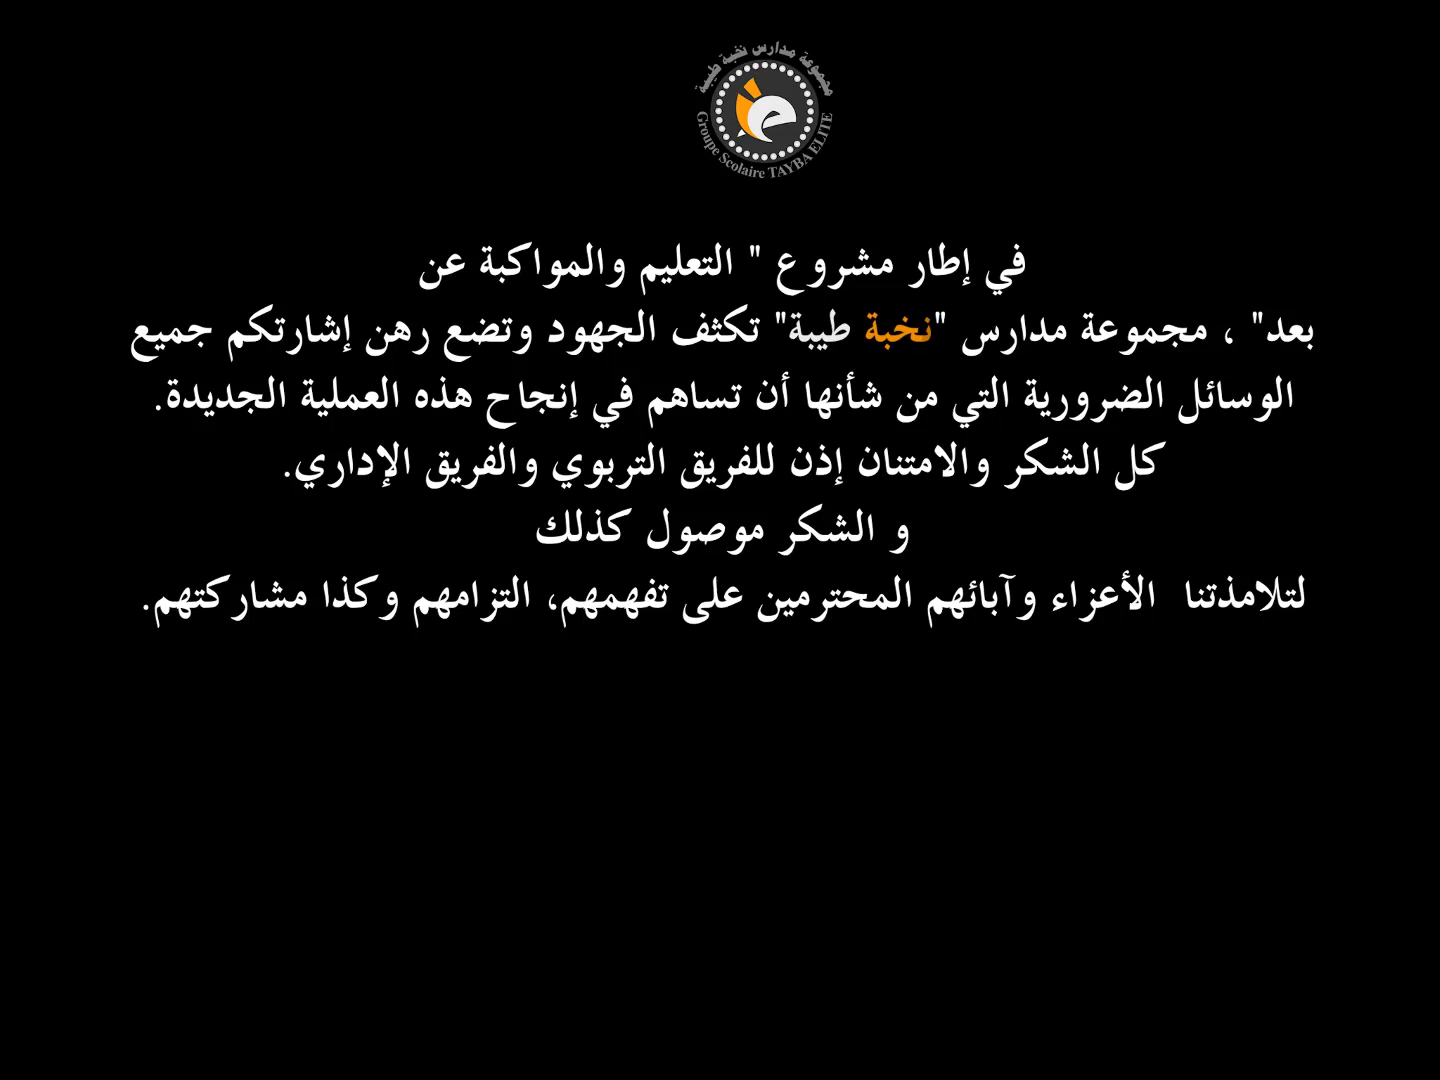 مجموعة مدارس نخبة طيبة
Groupe Scolaire TAYBA ELITE
في إطار مشروع " التعليم والمواكبة عن
بعد" ، مجموعة مدارس "نخبة طيبة" تكثف الجهود وتضع رهن إشارتكم جميع
الوسائل الضرورية التي من شأنها أن تساهم في إنجاح هذه العملية الجديدة.
كل الشكر والامتنان إذن للفريق التربوي والفريق الإداري.
و الشكر موصول كذلك
لتلامذتنا  الأعزاء وآبائهم المحترمين على تفهمهم، التزامهم وكذا مشاركتهم.